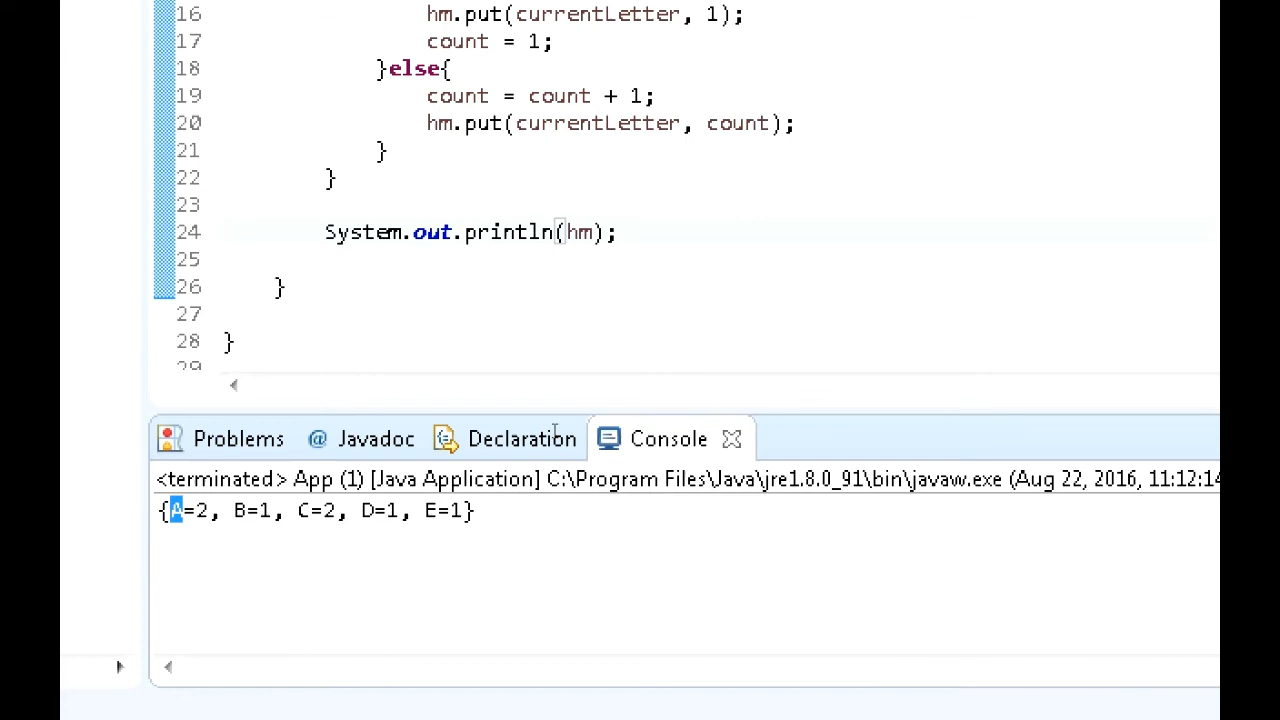 16 hm.put(currentLetter, 1);
17 count = 1;
18 }else{
19 count = count + 1;
20 hm.put(currentLetter, count);
21 }
22 }
23
24 System.out.println(hm);
25
26 }
27
28 }
29
Problems @ Javadoc Declaration Console
<terminated> App (1) [Java Application] C:\Program Files\Java\jre1.8.0_91\bin\javaw.exe (Aug 22, 2016, 11:12:14
{A=2, B=1, C=2, D=1, E=1}